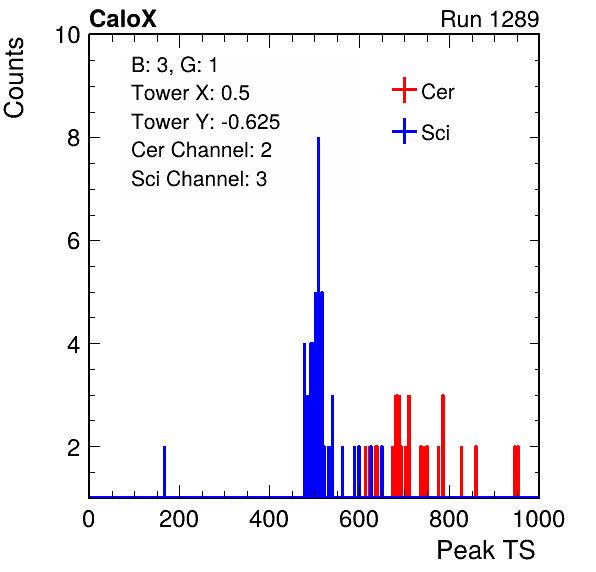 CaloX
Run 1289
Counts
10
8
6
4
2
B: 3, G: 1
Tower X: 0.5
Tower Y: -0.625
Cer Channel: 2
Sci Channel: 3
Cer
Sci
0 200 400 600 800 1000
Peak TS